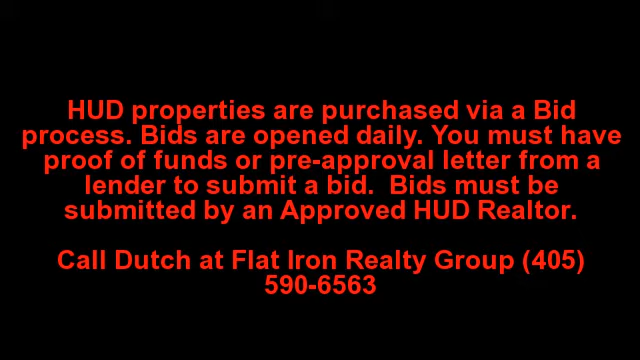 HUD properties are purchased via a Bid
process. Bids are opened daily. You must have
proof of funds or pre-approval letter from a
lender to submit a bid.  Bids must be
submitted by an Approved HUD Realtor.
Call Dutch at Flat Iron Realty Group (405)
590-6563